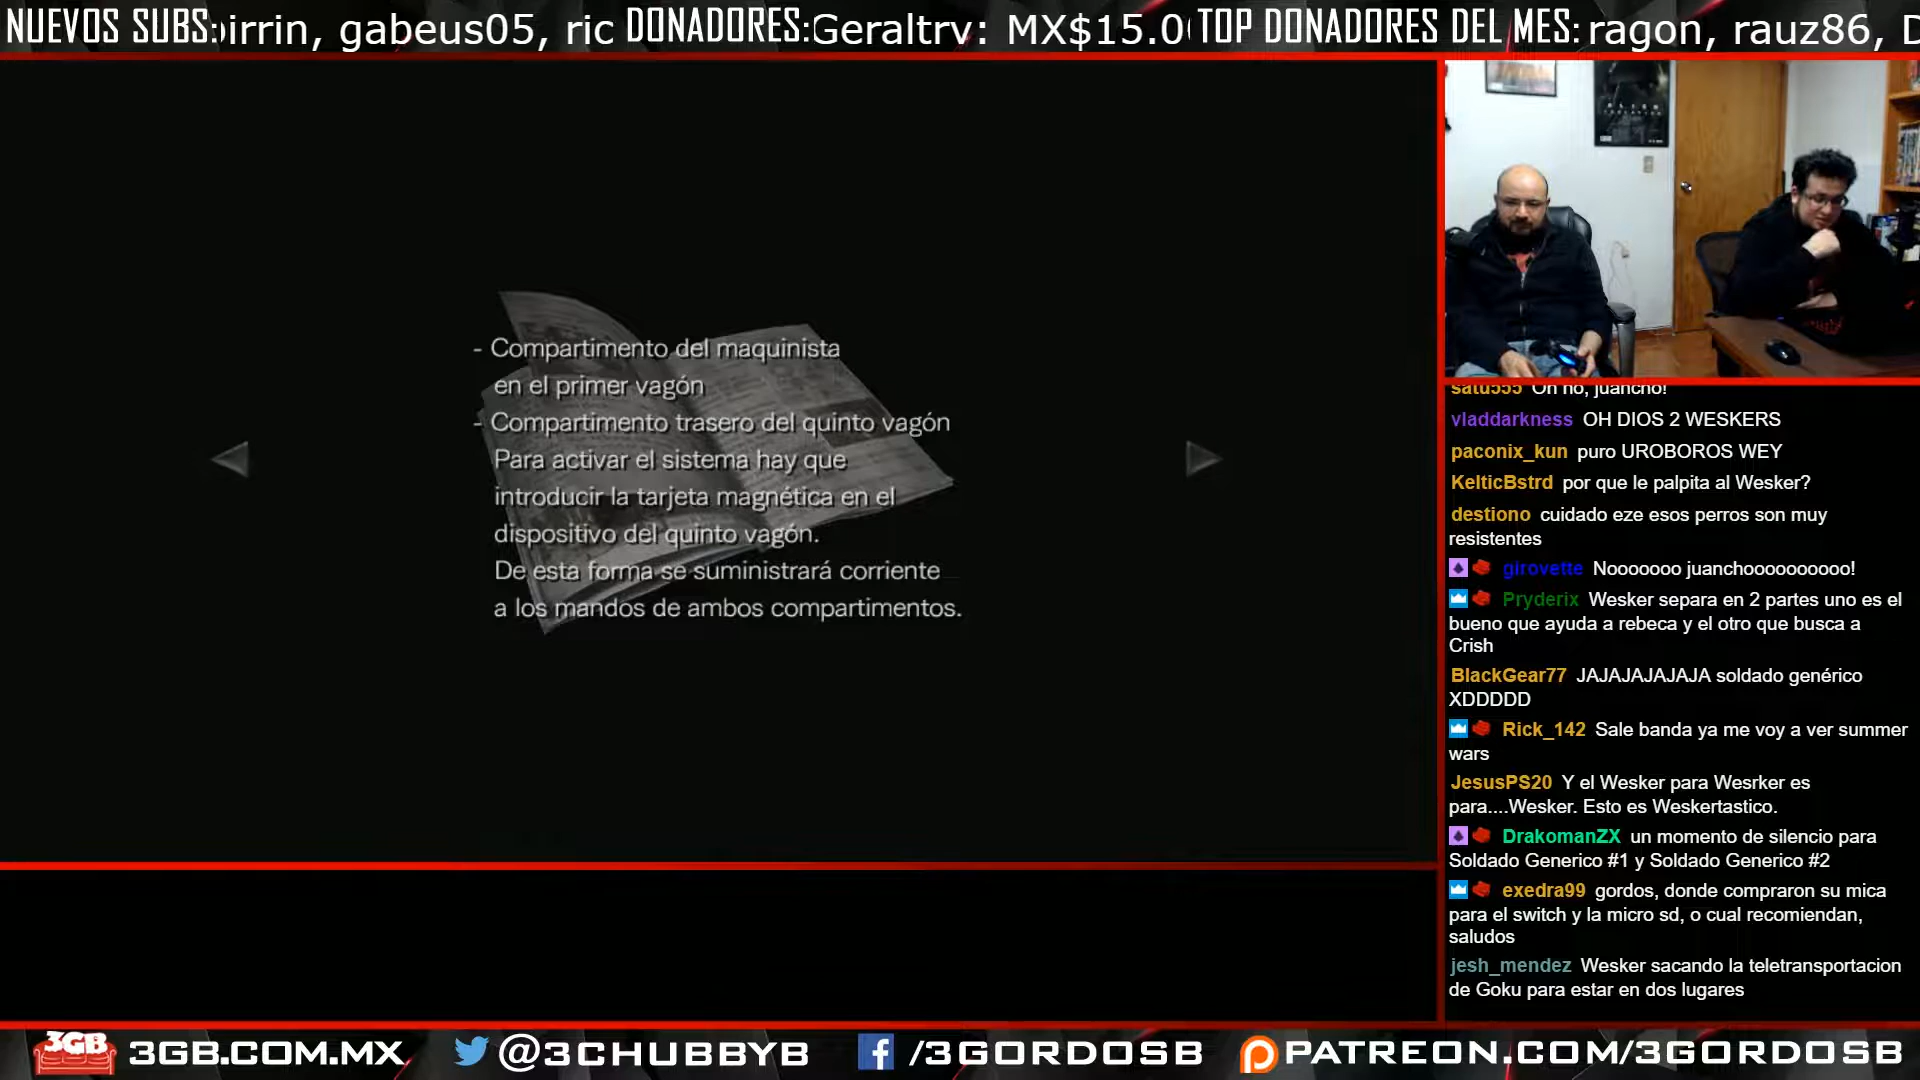 NUEVOS SUBS: irrin, gabeus05, ric DONADORES: Geraltrv: MX$15.0 TOP DONADORES DEL MES: ragon, rauz86, D
- Compartimento del maquinista
en el primer vagón
- Compartimento trasero del quinto vagón
Para activar el sistema hay que
introducir la tarjeta magnética en el
dispositivo del quinto vagón.
De esta forma se suministrará corriente
a los mandos de ambos compartimentos.
ALIEN
satu555 Oh no, juancho!
vladdarkness OH DIOS 2 WESKERS
paconix_kun puro UROBOROS WEY
KelticBstrd por que le palpita al Wesker?
destiono cuidado eze esos perros son muy
resistentes
girovette Nooooooo juanchoooooooooo!
Pryderix Wesker separa en 2 partes uno es el
bueno que ayuda a rebeca y el otro que busca a
Crish
BlackGear77 JAJAJAJAJAJA soldado genérico
XDDDDD
Rick_142 Sale banda ya me voy a ver summer
wars
JesusPS20 Y el Wesker para Wesrker es
para....Wesker. Esto es Weskertastico.
DrakomanZX un momento de silencio para
Soldado Generico #1 y Soldado Generico #2
exedra99 gordos, donde compraron su mica
para el switch y la micro sd, o cual recomiendan,
saludos
jesh_mendez Wesker sacando la teletransportacion
de Goku para estar en dos lugares
3GB 3GB.COM.MX @3CHUBBYB /3GORDOSB PATREON.COM/3GORDOSB